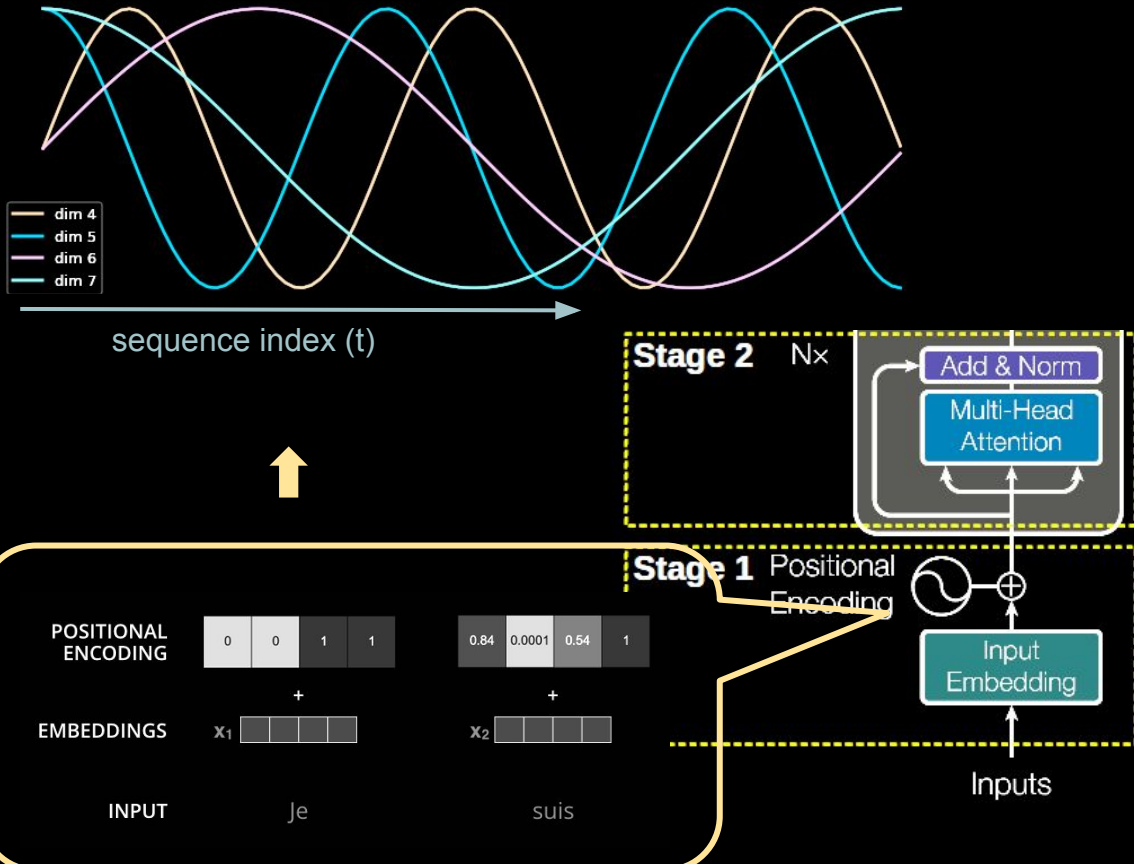 dim 4
dim 5
dim 6
dim 7
sequence index (t)
Stage 2 Nx
Add & Norm
Multi-Head
Attention
Stage 1 Positional
Encoding
Input
Embedding
Inputs
POSITIONAL
ENCODING
0 0 1 1 0.84 0.0001 0.54 1
+ +
EMBEDDINGS x1 x2
INPUT Je suis